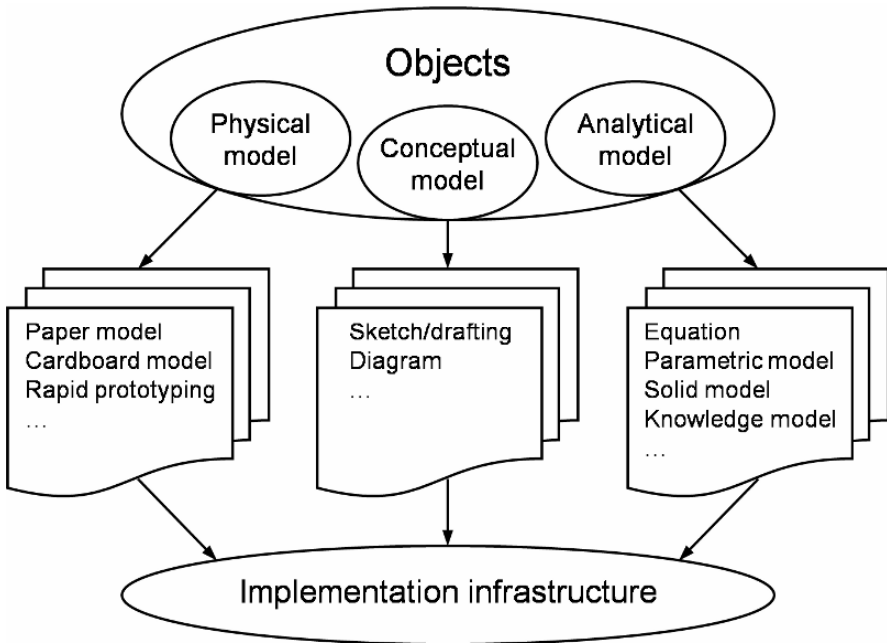 Objects
Physical
model
Conceptual
model
Analytical
model
Paper model
Cardboard model
Rapid prototyping
…
Sketch/drafting
Diagram
…
Equation
Parametric model
Solid model
Knowledge model
…
Implementation infrastructure